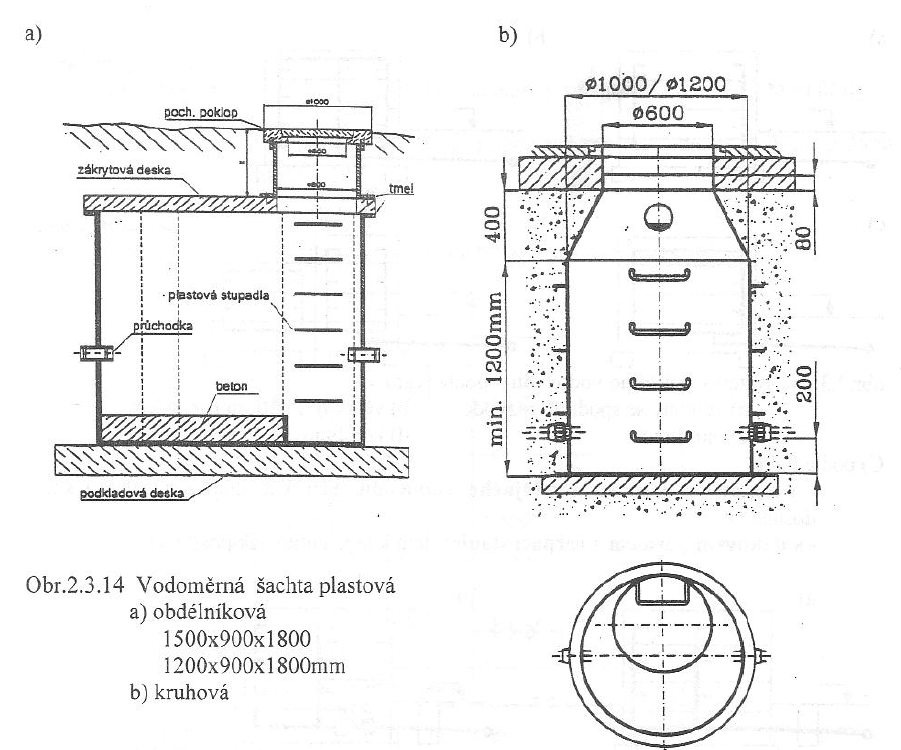 a)
b)
ø1000
poch. poklop
zákrytová deska
tmel
plastová stupadla
průchodka
beton
podkladová deska
ø1000/ø1200
ø600
400
80
min. 1200mm
200
Obr.2.3.14 Vodoměrná šachta plastová
a) obdélníková
1500x900x1800
1200x900x1800mm
b) kruhová